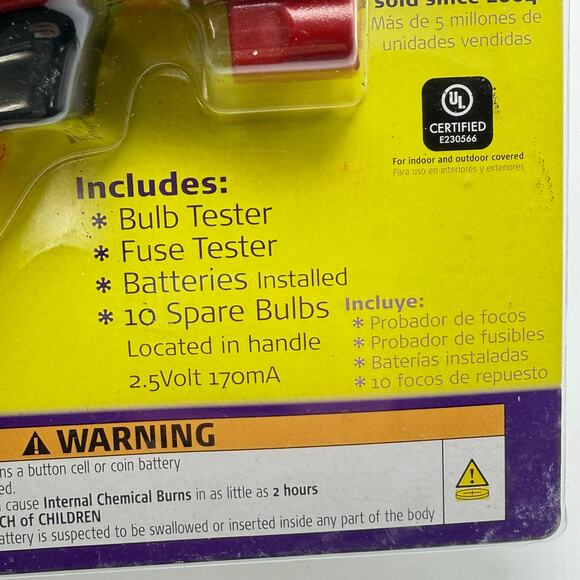 Más de 5 millones de
unidades vendidas
UL
CERTIFIED
E230566
For indoor and outdoor covered
Para uso en interiores y exteriores
Includes:
* Bulb Tester
* Fuse Tester
* Batteries Installed
* 10 Spare Bulbs
Located in handle
2.5Volt 170mA
Incluye:
* Probador de focos
* Probador de fusibles
* Baterías instaladas
* 10 focos de repuesto
WARNING
a button cell or coin battery
cause Internal Chemical Burns in as little as 2 hours
of CHILDREN
is suspected to be swallowed or inserted inside any part of the body